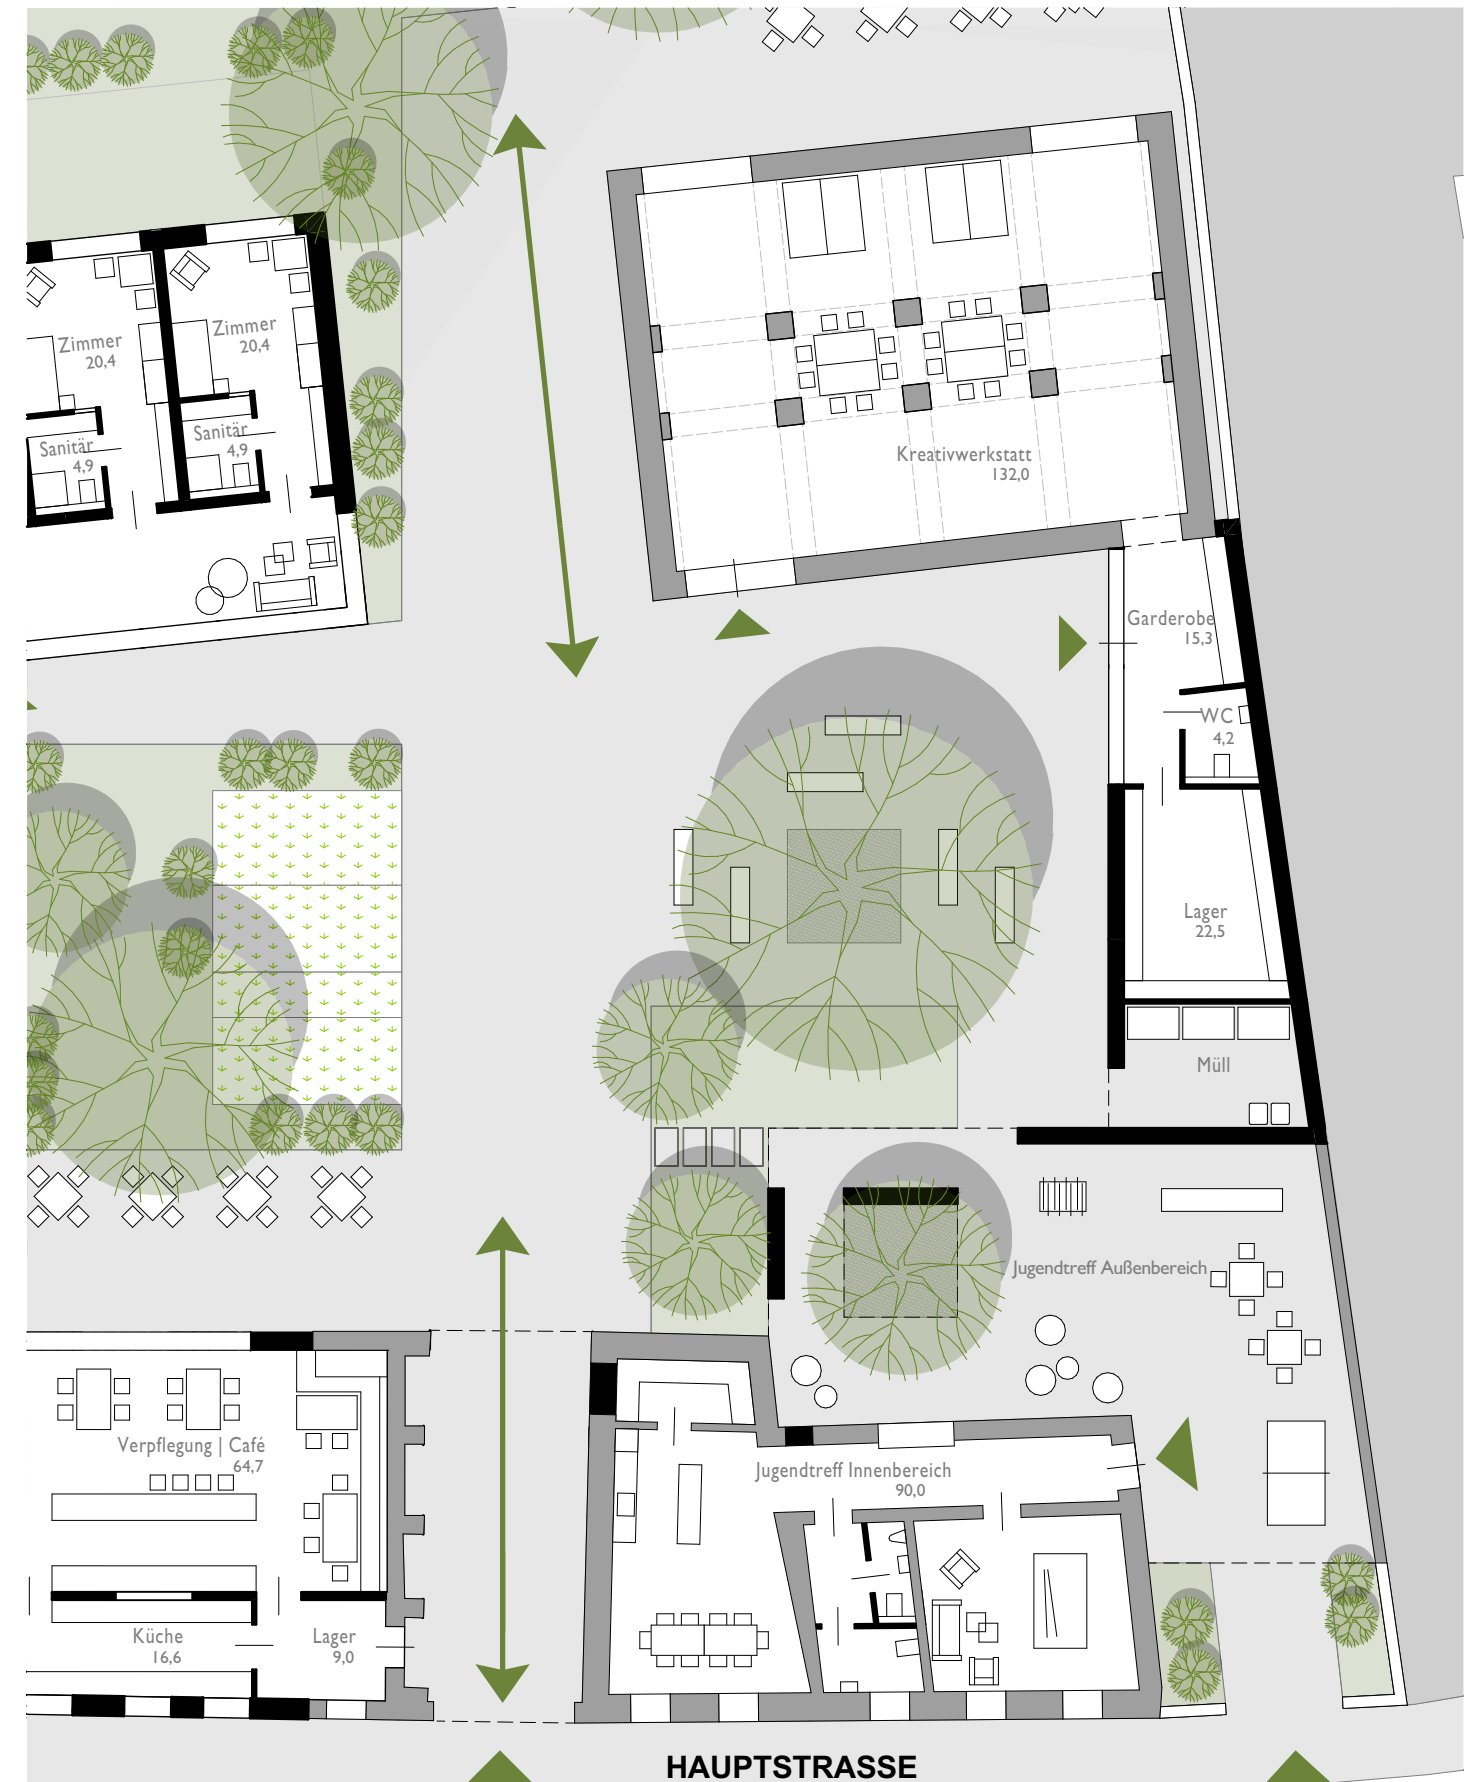 Zimmer
20,4
Zimmer
20,4
Sanitär
4,9
Sanitär
4,9
Kreativwerkstatt
132,0
Garderobe
15,3
WC
4,2
Lager
22,5
Müll
Jugendtreff Außenbereich
Verpflegung | Café
64,7
Jugendtreff Innenbereich
90,0
Küche
16,6
Lager
9,0
HAUPTSTRASSE